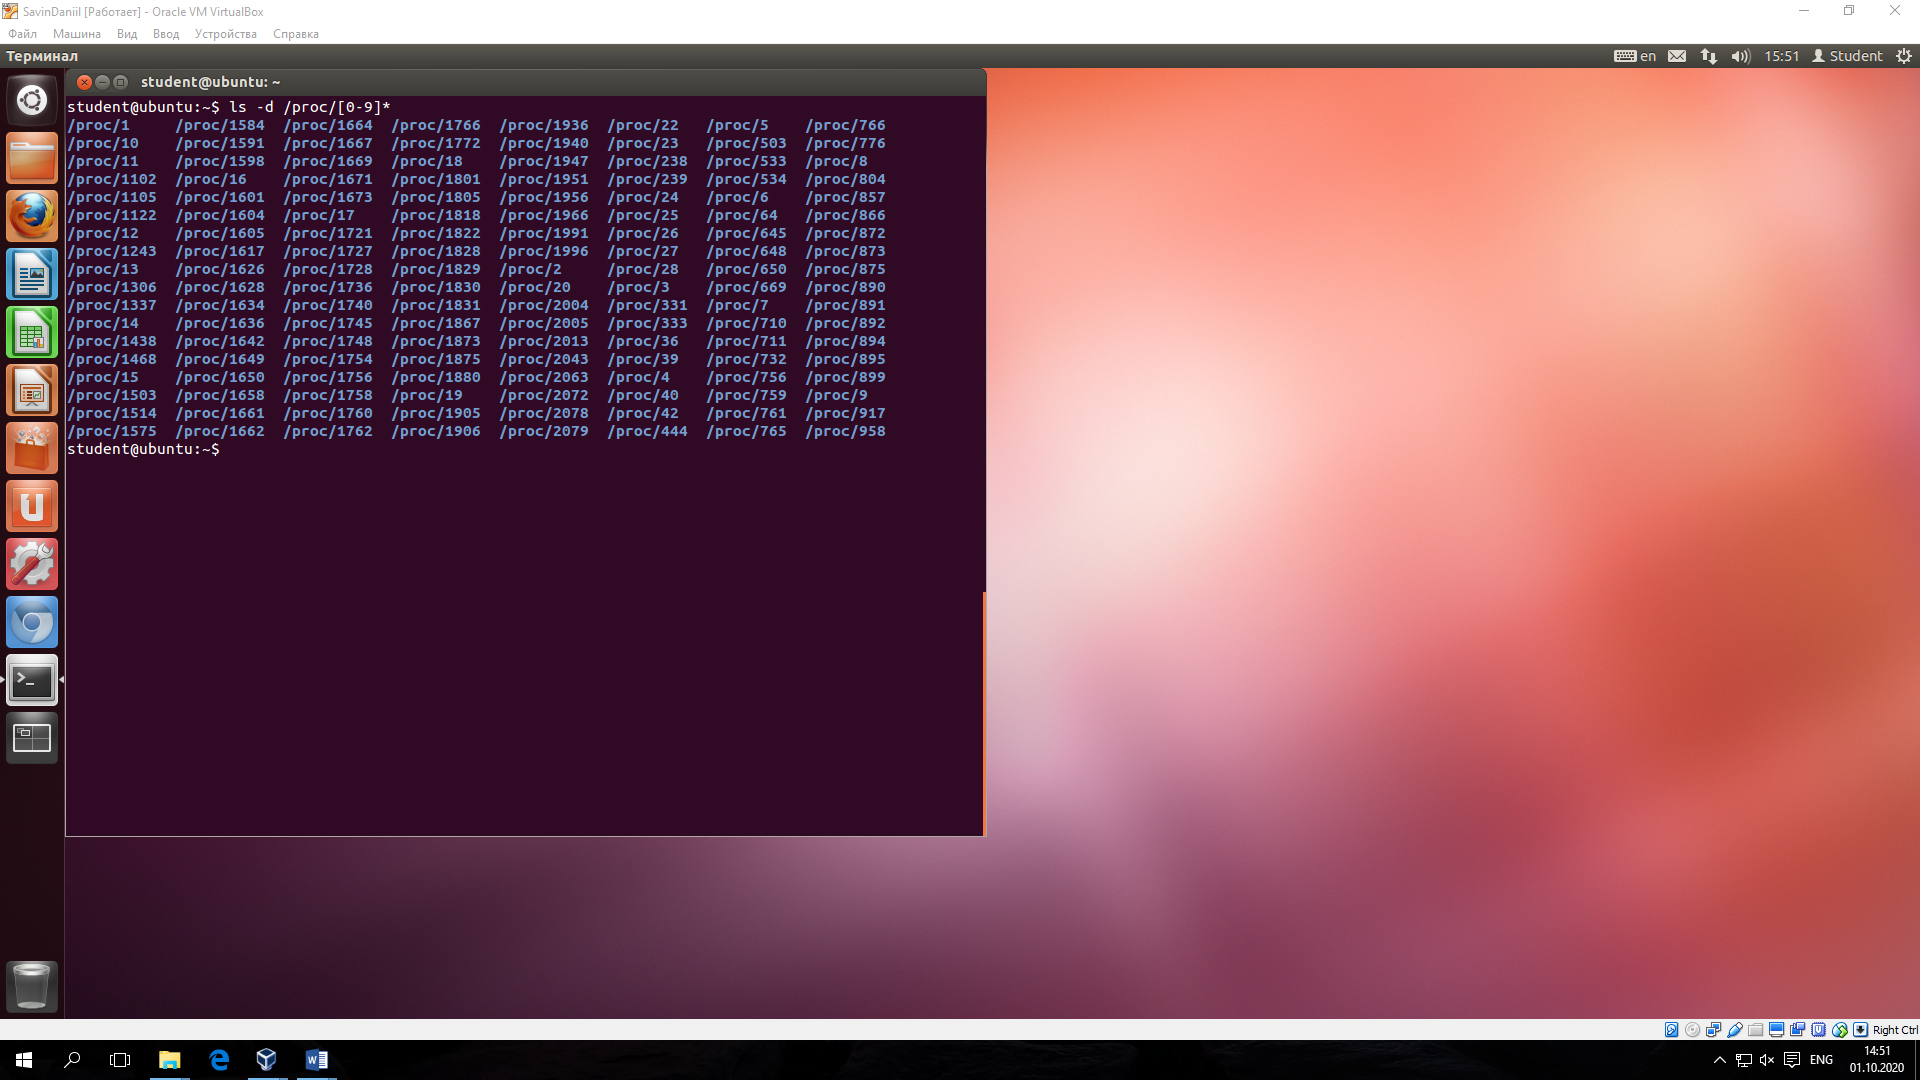 SavinDaniil [Работает] - Oracle VM VirtualBox
Файл Машина Вид Ввод Устройства Справка
Терминал en 15:51 Student
student@ubuntu: ~
student@ubuntu:~$ ls -d /proc/[0-9]*
/proc/1 /proc/1584 /proc/1664 /proc/1766 /proc/1936 /proc/22 /proc/5 /proc/766
/proc/10 /proc/1591 /proc/1667 /proc/1772 /proc/1940 /proc/23 /proc/503 /proc/776
/proc/11 /proc/1598 /proc/1669 /proc/18 /proc/1947 /proc/238 /proc/533 /proc/8
/proc/1102 /proc/16 /proc/1671 /proc/1801 /proc/1951 /proc/239 /proc/534 /proc/804
/proc/1105 /proc/1601 /proc/1673 /proc/1805 /proc/1956 /proc/24 /proc/6 /proc/857
/proc/1122 /proc/1604 /proc/17 /proc/1818 /proc/1966 /proc/25 /proc/64 /proc/866
/proc/12 /proc/1605 /proc/1721 /proc/1822 /proc/1991 /proc/26 /proc/645 /proc/872
/proc/1243 /proc/1617 /proc/1727 /proc/1828 /proc/1996 /proc/27 /proc/648 /proc/873
/proc/13 /proc/1626 /proc/1728 /proc/1829 /proc/2 /proc/28 /proc/650 /proc/875
/proc/1306 /proc/1628 /proc/1736 /proc/1830 /proc/20 /proc/3 /proc/669 /proc/890
/proc/1337 /proc/1634 /proc/1740 /proc/1831 /proc/2004 /proc/331 /proc/7 /proc/891
/proc/14 /proc/1636 /proc/1745 /proc/1867 /proc/2005 /proc/333 /proc/710 /proc/892
/proc/1438 /proc/1642 /proc/1748 /proc/1873 /proc/2013 /proc/36 /proc/711 /proc/894
/proc/1468 /proc/1649 /proc/1754 /proc/1875 /proc/2043 /proc/39 /proc/732 /proc/895
/proc/15 /proc/1650 /proc/1756 /proc/1880 /proc/2063 /proc/4 /proc/756 /proc/899
/proc/1503 /proc/1658 /proc/1758 /proc/19 /proc/2072 /proc/40 /proc/759 /proc/9
/proc/1514 /proc/1661 /proc/1760 /proc/1905 /proc/2078 /proc/42 /proc/761 /proc/917
/proc/1575 /proc/1662 /proc/1762 /proc/1906 /proc/2079 /proc/444 /proc/765 /proc/958
student@ubuntu:~$
Right Ctrl
ENG
14:51
01.10.2020